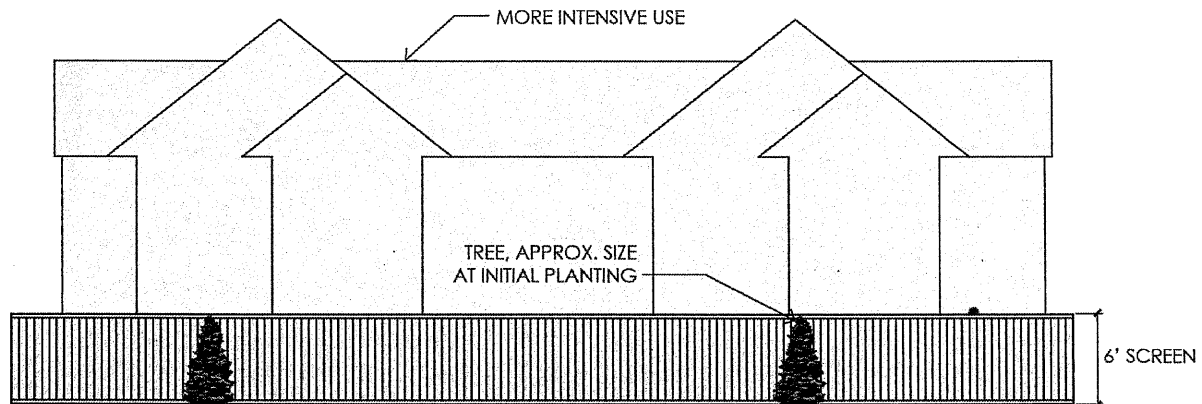 MORE INTENSIVE USE
TREE, APPROX. SIZE
AT INITIAL PLANTING
6' SCREEN